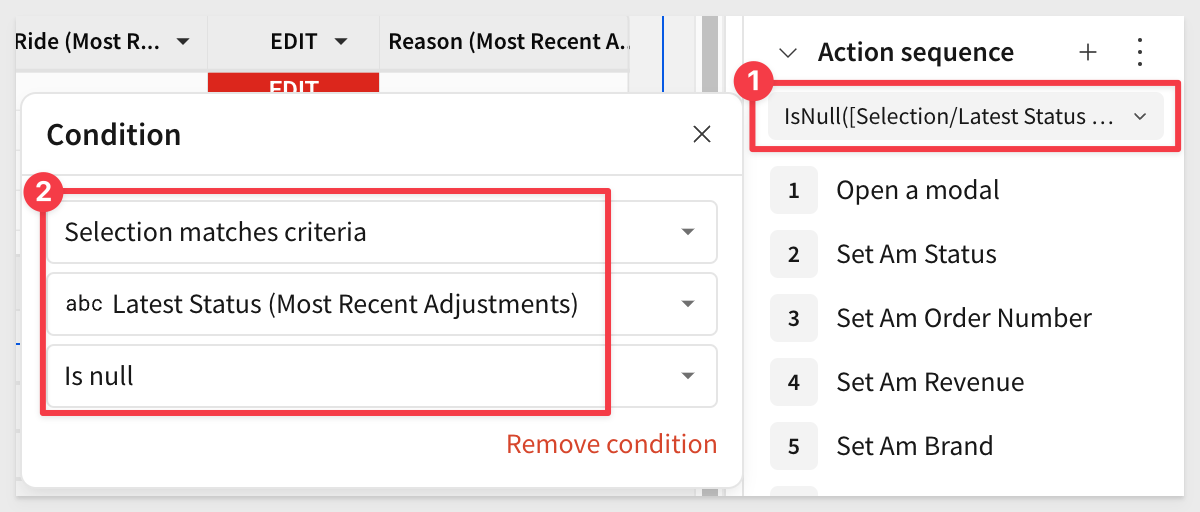 Ride (Most R...
EDIT
Reason (Most Recent A..
EDIT
Action sequence
1
IsNull([Selection/Latest Status ...
Condition
2
Selection matches criteria
abc Latest Status (Most Recent Adjustments)
Is null
Remove condition
1 Open a modal
2 Set Am Status
3 Set Am Order Number
4 Set Am Revenue
5 Set Am Brand